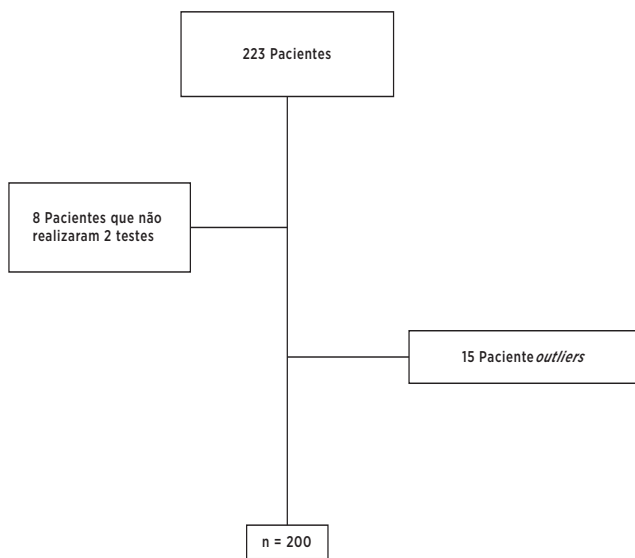 223 Pacientes
8 Pacientes que não
realizaram 2 testes
15 Paciente outliers
n = 200